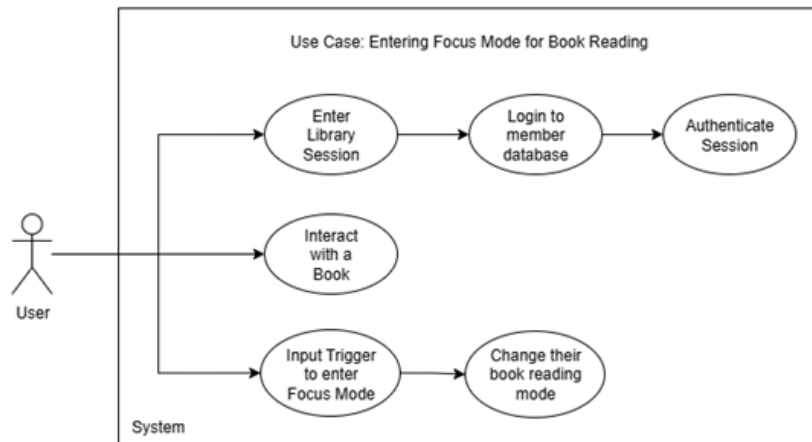 Use Case: Entering Focus Mode for Book Reading
Enter
Library
Session
Login to
member
database
Authenticate
Session
Interact
with a
Book
User
Input Trigger
to enter
Focus Mode
Change their
book reading
mode
System